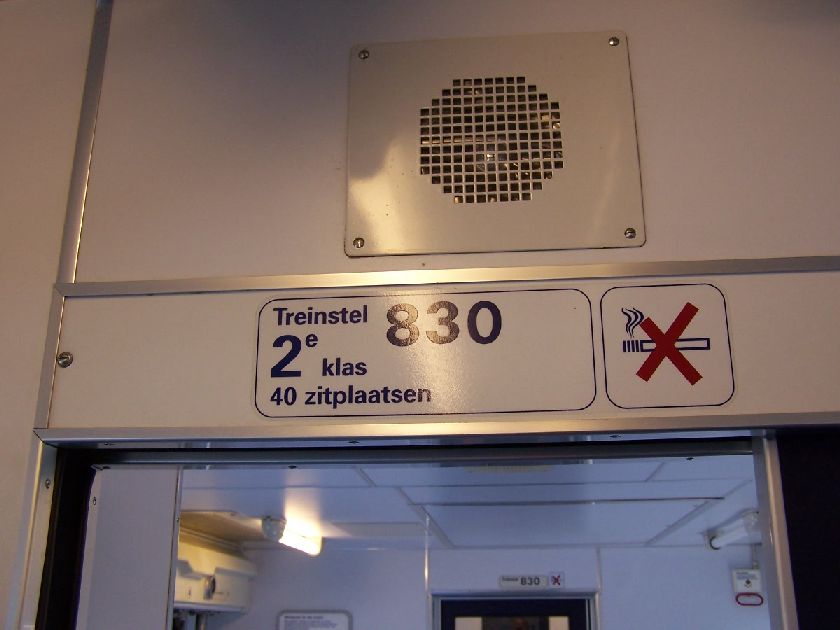 Treinstel 830
2e klas
40 zitplaatsen
830